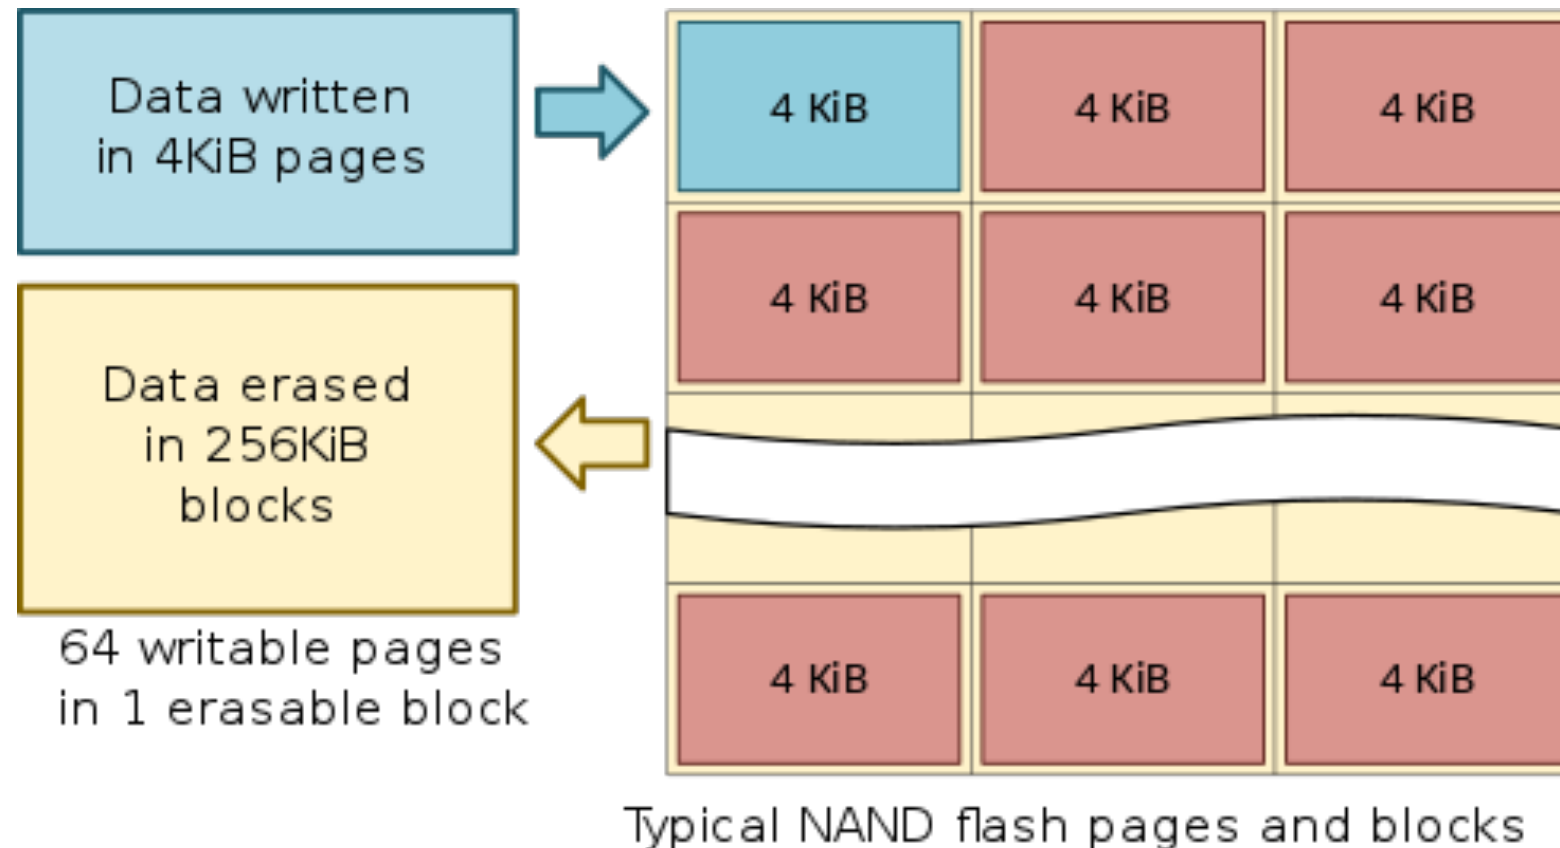 Data written
in 4KiB pages
4 KiB 4 KiB 4 KiB
4 KiB 4 KiB 4 KiB
Data erased
in 256KiB
blocks
64 writable pages
in 1 erasable block
4 KiB 4 KiB 4 KiB
Typical NAND flash pages and blocks